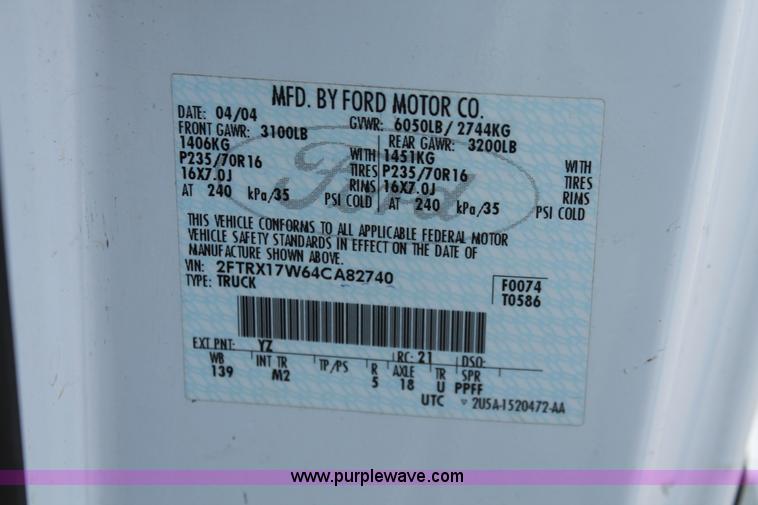 MFD. BY FORD MOTOR CO.
DATE: 04/04 GVWR: 6050LB / 2744KG
FRONT GAWR: 3100LB REAR GAWR: 3200LB
1406KG WITH 1451KG WITH
P235/70R16 TIRES P235/70R16 TIRES
16X7.0J RIMS 16X7.0J RIMS
AT 240 kPa/35 PSI COLD AT 240 kPa/35 PSI COLD
Ford
THIS VEHICLE CONFORMS TO ALL APPLICABLE FEDERAL MOTOR
VEHICLE SAFETY STANDARDS IN EFFECT ON THE DATE OF
MANUFACTURE SHOWN ABOVE.
VIN: 2FTRX17W64CA82740 F0074
TYPE: TRUCK T0586
EXT PNT: YZ RC: 21 DSO:
WB INT TR TP/PS R AXLE TR SPR
139 M2 5 18 U PPFF
UTC ▿ 2U5A-1520472-AA
www.purplewave.com